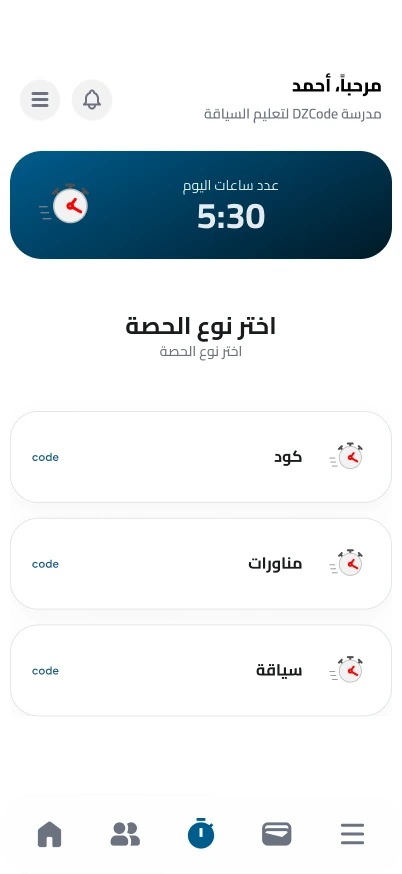 مرحباً، أحمد
مدرسة DZCode لتعليم السياقة
عدد ساعات اليوم
5:30
اختر نوع الحصة
اختر نوع الحصة
كود
code
مناورات
code
سياقة
code